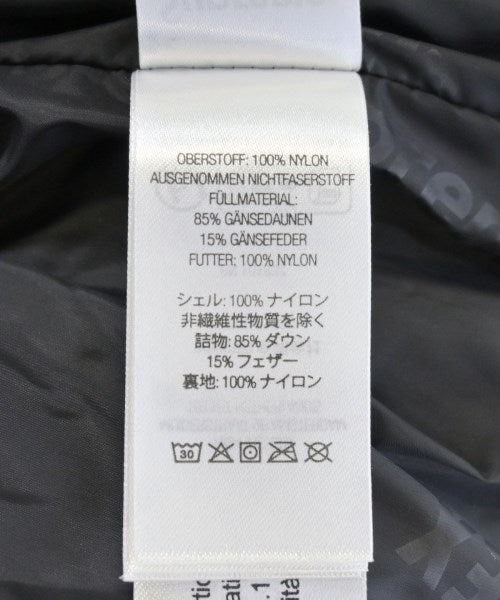 OBERSTOFF: 100% NYLON
AUSGENOMMEN NICHTFASERSTOFF
FÜLLMATERIAL:
85% GÄNSEDAUNEN
15% GÄNSEFEDER
FUTTER: 100% NYLON
シェル: 100% ナイロン
非繊維性物質を除く
詰物: 85% ダウン
15% フェザー
裏地: 100% ナイロン
30